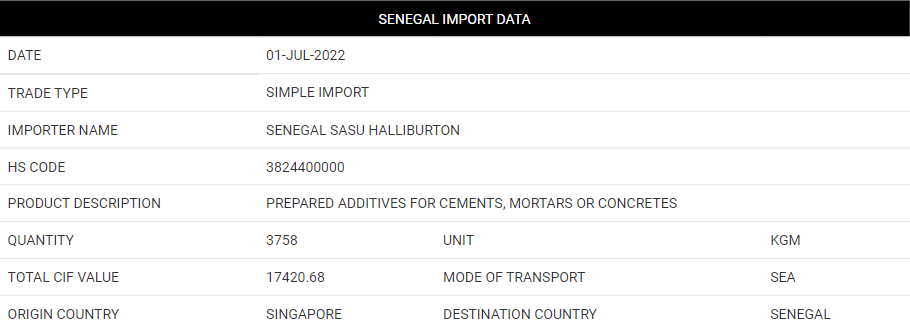 SENEGAL IMPORT DATA
DATE 01-JUL-2022
TRADE TYPE SIMPLE IMPORT
IMPORTER NAME SENEGAL SASU HALLIBURTON
HS CODE 3824400000
PRODUCT DESCRIPTION PREPARED ADDITIVES FOR CEMENTS, MORTARS OR CONCRETES
QUANTITY 3758 UNIT KGM
TOTAL CIF VALUE 17420.68 MODE OF TRANSPORT SEA
ORIGIN COUNTRY SINGAPORE DESTINATION COUNTRY SENEGAL